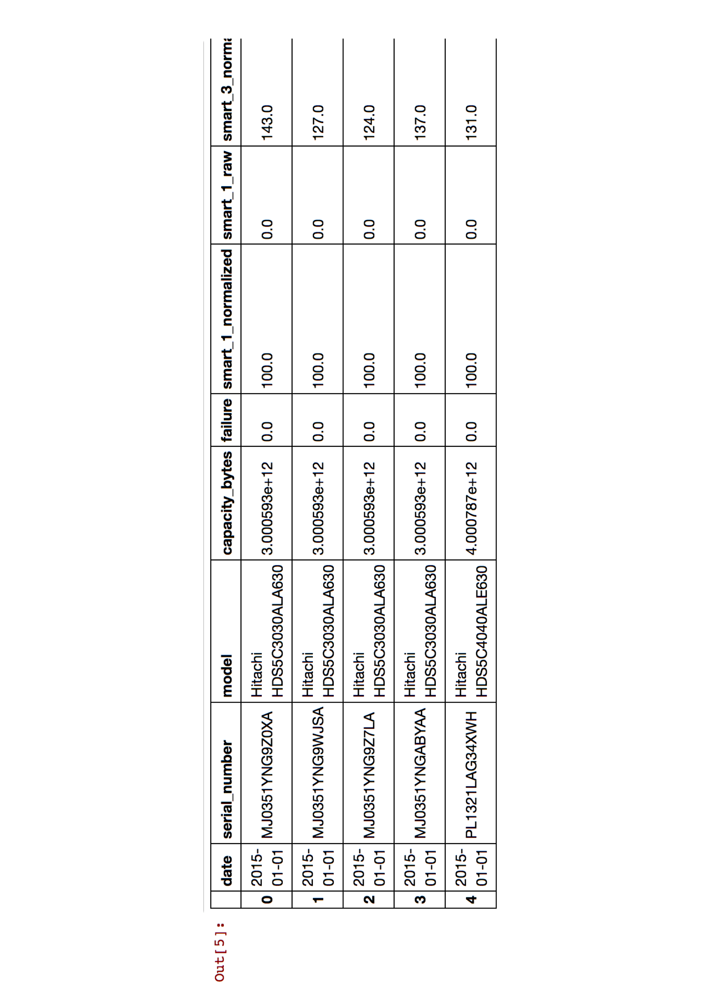 Out[5]:
date serial_number model capacity_bytes failure smart_1_normalized smart_1_raw smart_3_norma
0 2015-01-01 MJ0351YNG9Z0XA Hitachi HDS5C3030ALA630 3.000593e+12 0.0 100.0 0.0 143.0
1 2015-01-01 MJ0351YNG9WJSA Hitachi HDS5C3030ALA630 3.000593e+12 0.0 100.0 0.0 127.0
2 2015-01-01 MJ0351YNG9Z7LA Hitachi HDS5C3030ALA630 3.000593e+12 0.0 100.0 0.0 124.0
3 2015-01-01 MJ0351YNGABYAA Hitachi HDS5C3030ALA630 3.000593e+12 0.0 100.0 0.0 137.0
4 2015-01-01 PL1321LAG34XWH Hitachi HDS5C4040ALE630 4.000787e+12 0.0 100.0 0.0 131.0